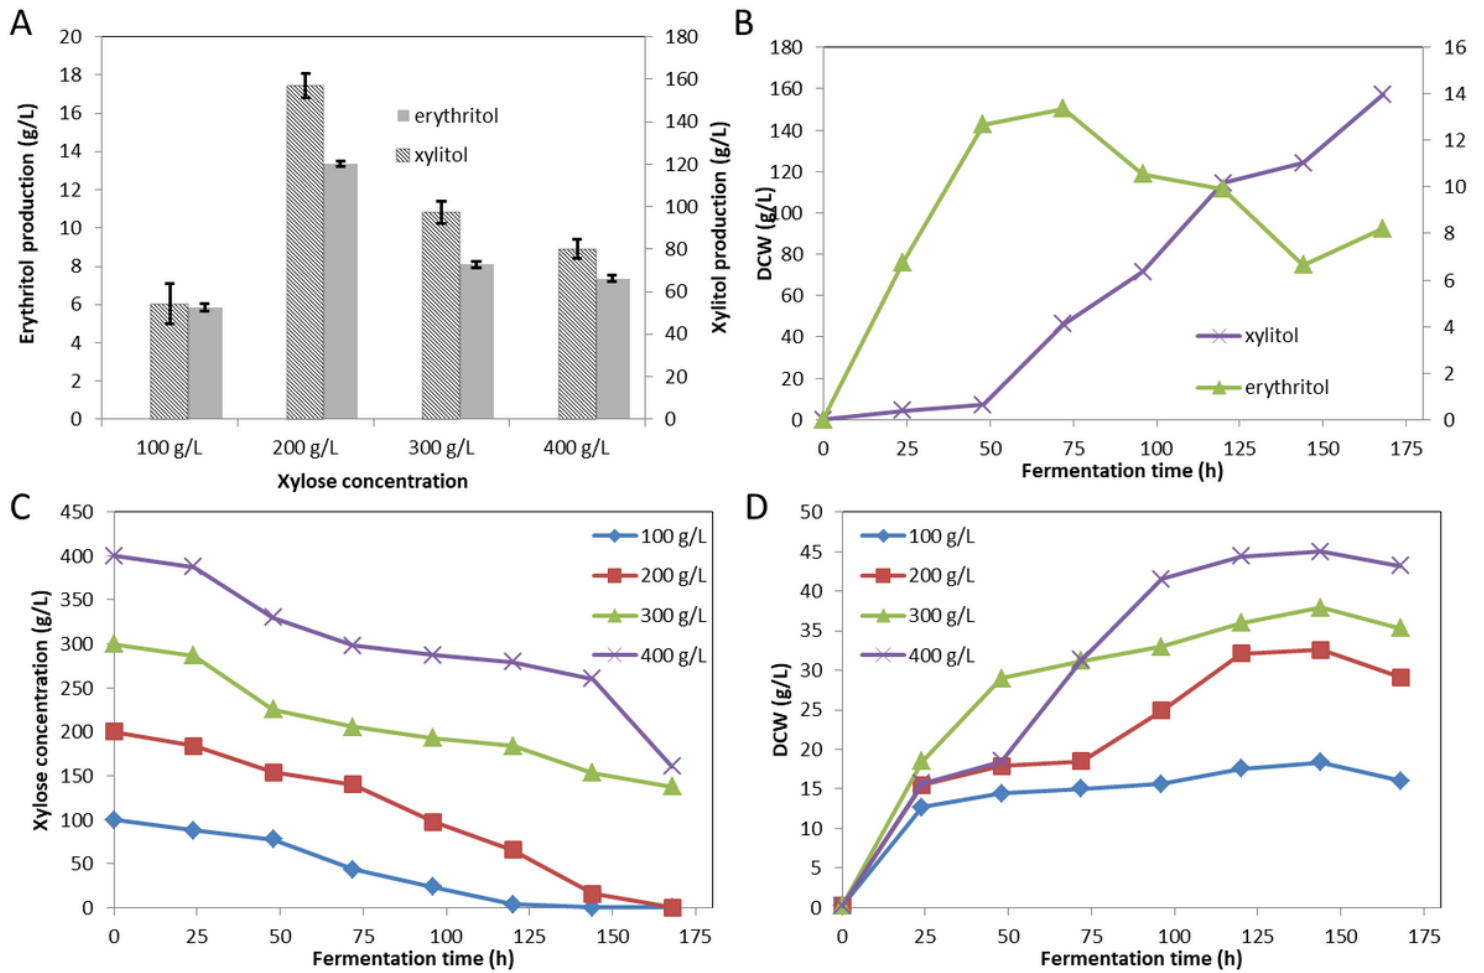 A
20
18
16
14
12
10
8
6
4
2
0
Erythritol production (g/L)
180
160
140
120
100
80
60
40
20
0
Xylitol production (g/L)
erythritol
xylitol
100 g/L 200 g/L 300 g/L 400 g/L
Xylose concentration
B
180
160
140
120
100
80
60
40
20
0
DCW (g/L)
16
14
12
10
8
6
4
2
0
xylitol
erythritol
0 25 50 75 100 125 150 175
Fermentation time (h)
C
450
400
350
300
250
200
150
100
50
0
Xylose concentration (g/L)
100 g/L
200 g/L
300 g/L
400 g/L
0 25 50 75 100 125 150 175
Fermentation time (h)
D
50
45
40
35
30
25
20
15
10
5
0
DCW (g/L)
100 g/L
200 g/L
300 g/L
400 g/L
0 25 50 75 100 125 150 175
Fermentation time (h)